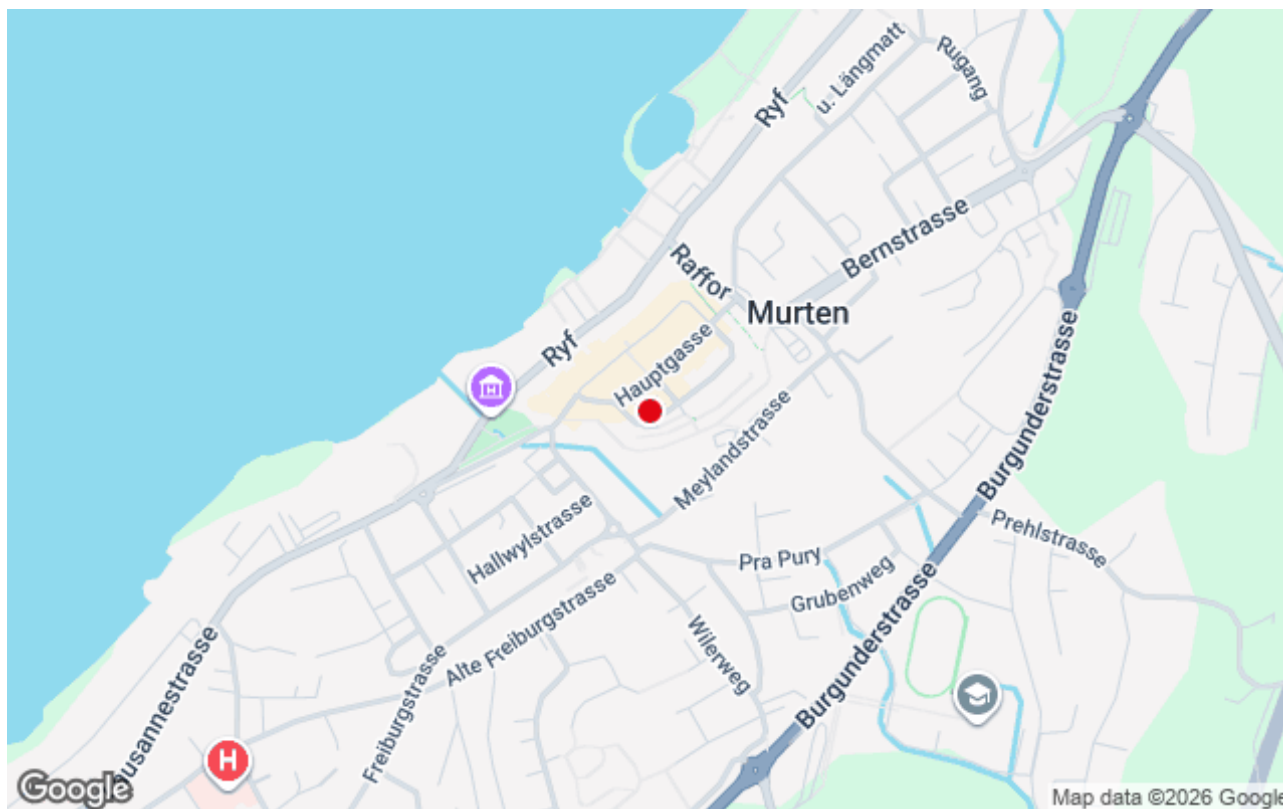 Rugang
u. Längmatt
Ryf
Bernstrasse
Raffor
Murten
Ryf
Hauptgasse
Burgunderstrasse
Meylandstrasse
Hallwylstrasse
Prehlstrasse
Pra Pury
Grubenweg
Alte Freiburgstrasse
Wilerweg
Burgunderstrasse
Freiburgstrasse
ausannestrasse
H
Google
Map data ©2026 Google